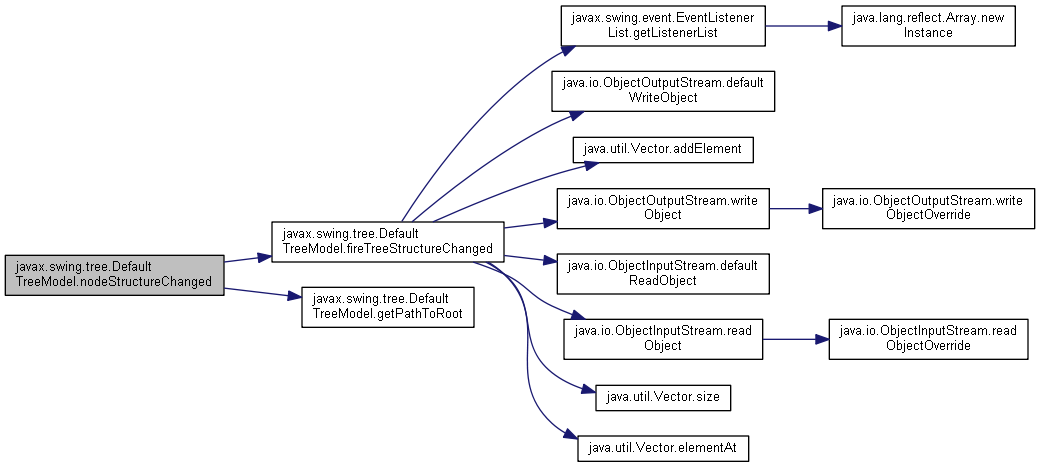 javax.swing.tree.Default
TreeModel.nodeStructureChanged
javax.swing.tree.Default
TreeModel.fireTreeStructureChanged
javax.swing.tree.Default
TreeModel.getPathToRoot
javax.swing.event.EventListener
List.getListenerList
java.lang.reflect.Array.new
Instance
java.io.ObjectOutputStream.default
WriteObject
java.util.Vector.addElement
java.io.ObjectOutputStream.write
Object
java.io.ObjectOutputStream.write
ObjectOverride
java.io.ObjectInputStream.default
ReadObject
java.io.ObjectInputStream.read
Object
java.io.ObjectInputStream.read
ObjectOverride
java.util.Vector.size
java.util.Vector.elementAt